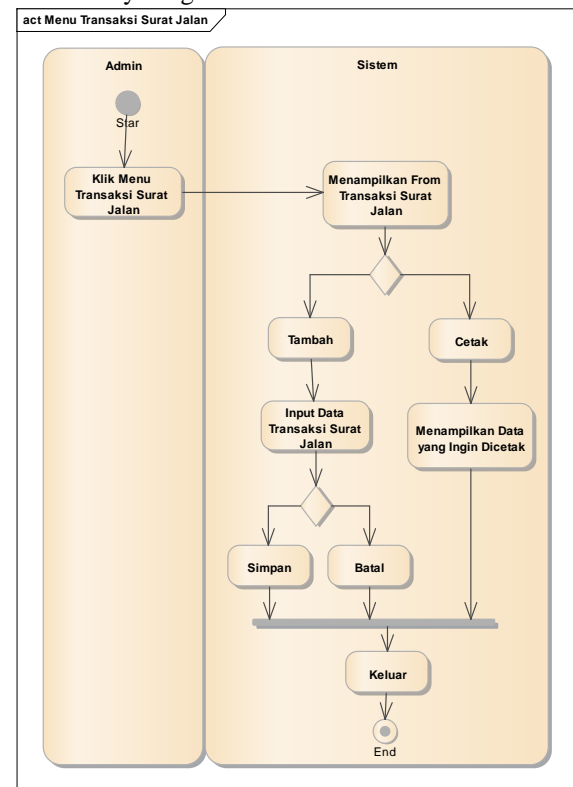 act Menu Transaksi Surat Jalan
Admin
Sistem
Star
Klik Menu
Transaksi Surat
Jalan
Menampilkan From
Transaksi Surat
Jalan
Tambah
Cetak
Input Data
Transaksi Surat
Jalan
Menampilkan Data
yang Ingin Dicetak
Simpan
Batal
Keluar
End